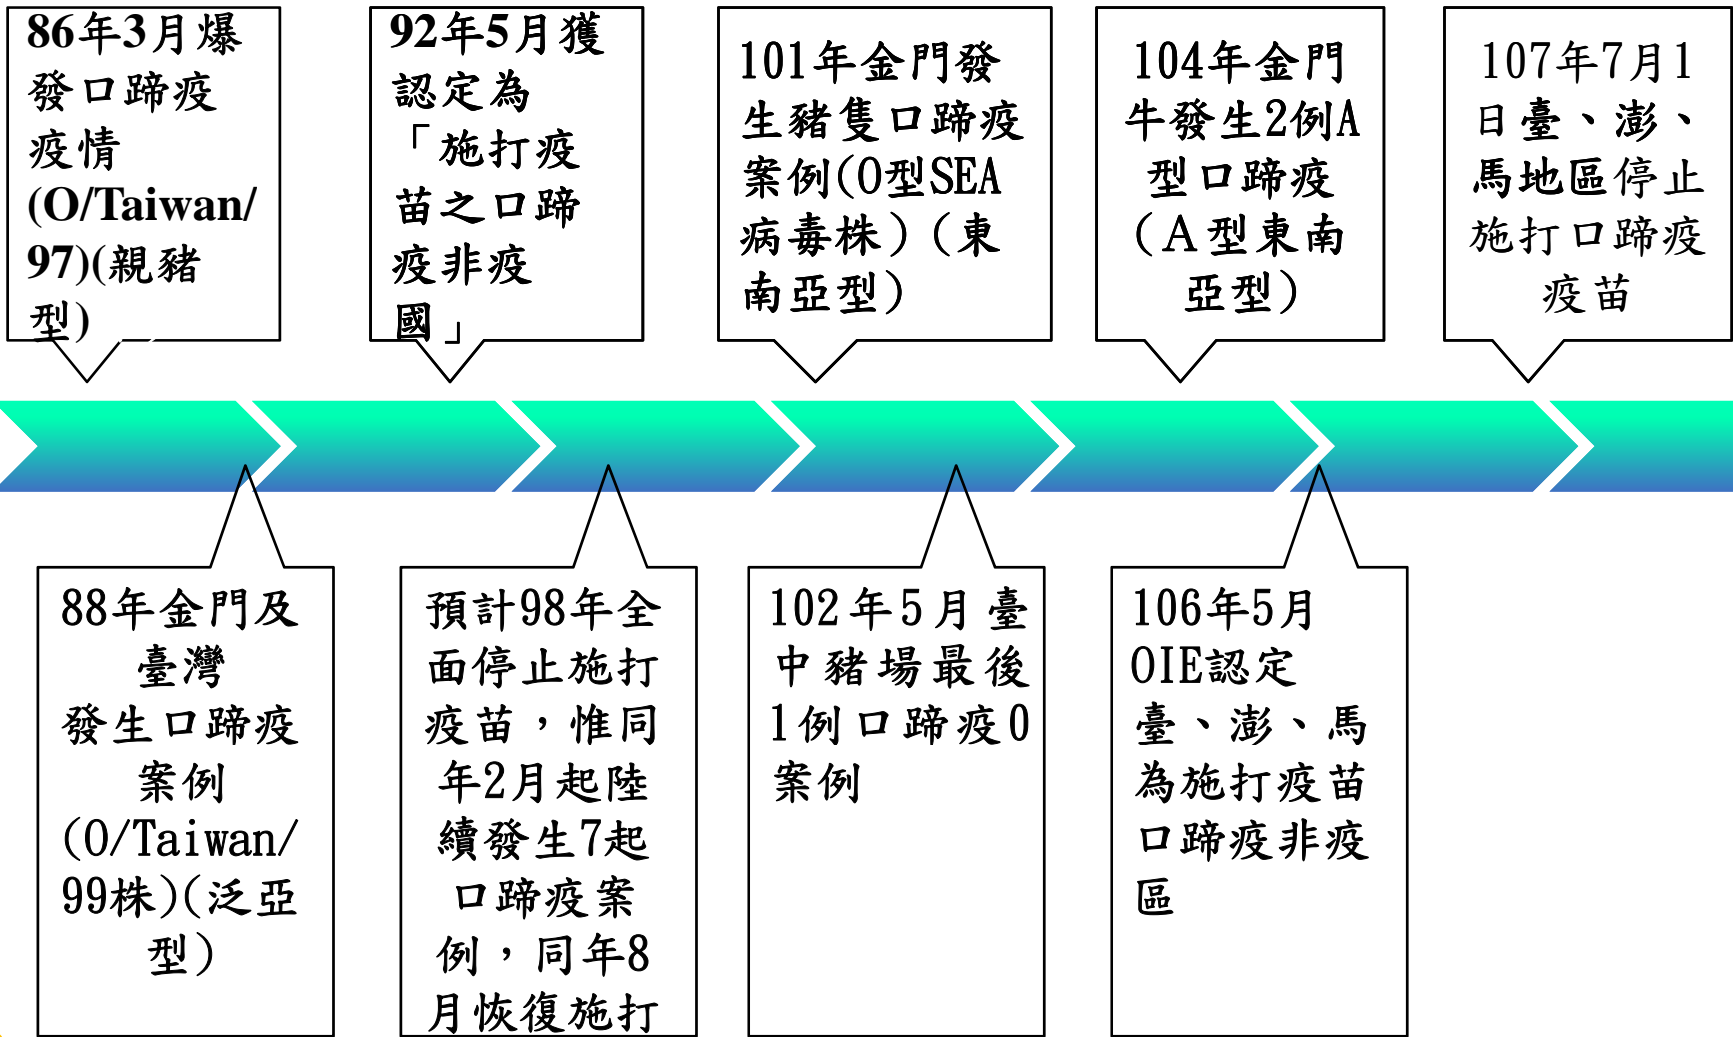 86年3月爆
發口蹄疫
疫情
(O/Taiwan/
97)(親豬
型)
92年5月獲
認定為
「施打疫
苗之口蹄
疫非疫
國」
101年金門發
生豬隻口蹄疫
案例(O型SEA
病毒株)(東
南亞型)
104年金門
牛發生2例A
型口蹄疫
(A型東南
亞型)
107年7月1
日臺、澎、
馬地區停止
施打口蹄疫
疫苗
88年金門及
臺灣
發生口蹄疫
案例
(O/Taiwan/
99株)(泛亞
型)
預計98年全
面停止施打
疫苗，惟同
年2月起陸
續發生7起
口蹄疫案
例，同年8
月恢復施打
102年5月臺
中豬場最後
1例口蹄疫O
案例
106年5月
OIE認定
臺、澎、馬
為施打疫苗
口蹄疫非疫
區